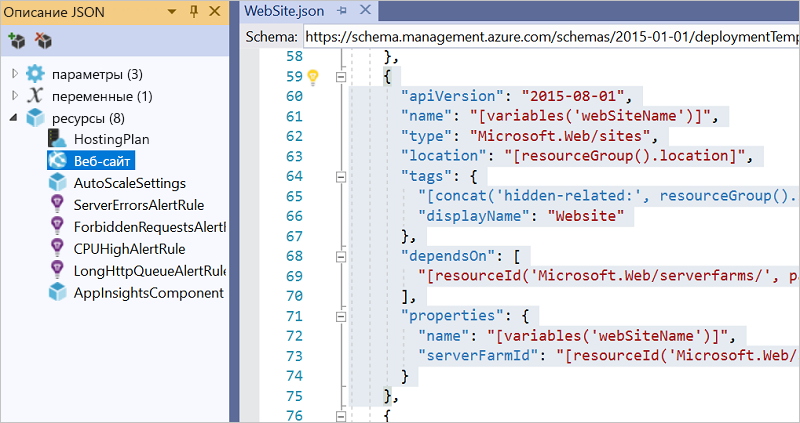 Описание JSON
параметры (3)
переменные (1)
ресурсы (8)
HostingPlan
Веб-сайт
AutoScaleSettings
ServerErrorsAlertRule
ForbiddenRequestsAlertR
CPUHighAlertRule
LongHttpQueueAlertRule
AppInsightsComponent
WebSite.json
Schema: https://schema.management.azure.com/schemas/2015-01-01/deploymentTemp
58 },
59 {
60 "apiVersion": "2015-08-01",
61 "name": "[variables('webSiteName')]",
62 "type": "Microsoft.Web/sites",
63 "location": "[resourceGroup().location]",
64 "tags": {
65 "[concat('hidden-related:', resourceGroup().
66 "displayName": "Website"
67 },
68 "dependsOn": [
69 "[resourceId('Microsoft.Web/serverfarms/', p
70 ],
71 "properties": {
72 "name": "[variables('webSiteName')]",
73 "serverFarmId": "[resourceId('Microsoft.Web/
74 }
75 },
76 {